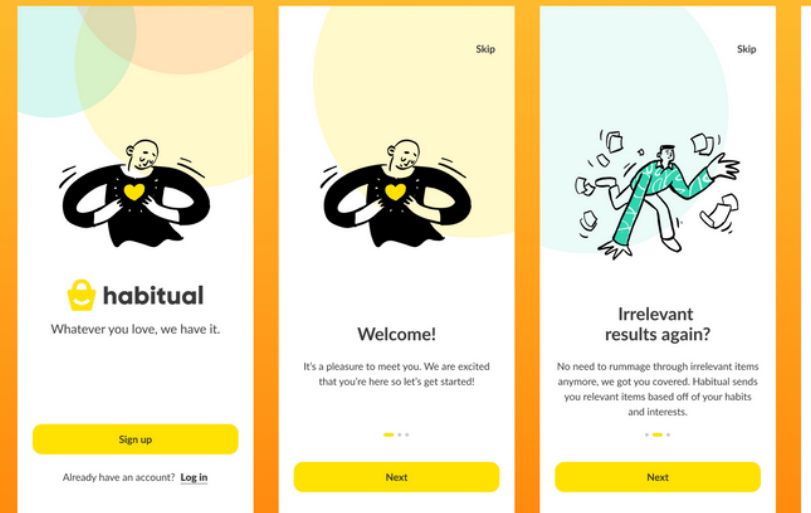 habitual
Whatever you love, we have it.
Sign up
Already have an account? Log in
Skip
Welcome!
It's a pleasure to meet you. We are excited
that you're here so let's get started!
Next
Skip
Irrelevant
results again?
No need to rummage through irrelevant items
anymore, we got you covered. Habitual sends
you relevant items based off of your habits
and interests.
Next